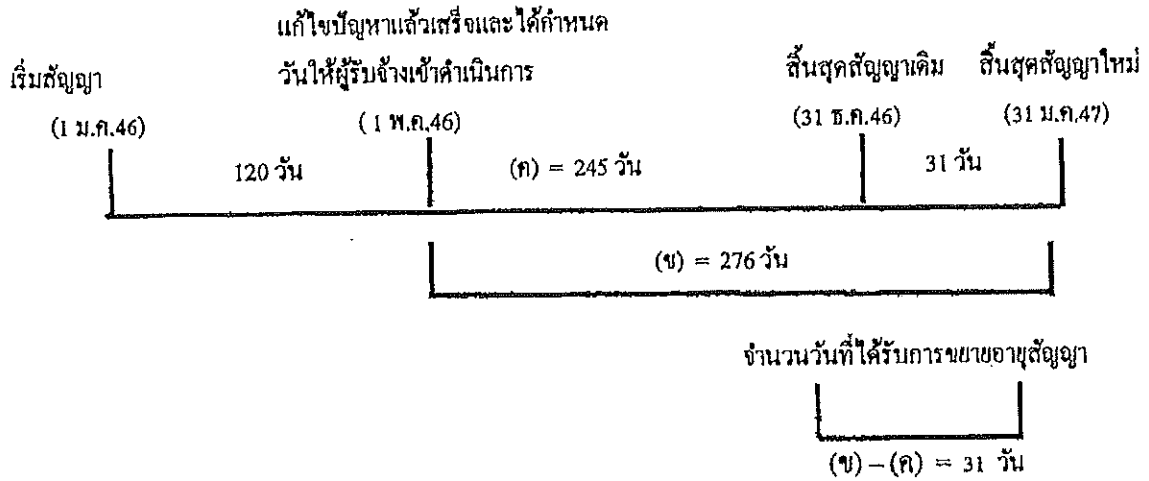 แก้ไขปัญหาแล้วเสร็จและได้กำหนด
วันให้ผู้รับจ้างเข้าดำเนินการ
เริ่มสัญญา
สิ้นสุดสัญญาเดิม
สิ้นสุดสัญญาใหม่
(1 ม.ค.46)
(1 พ.ค.46)
(31 ธ.ค.46)
(31 ม.ค.47)
120 วัน
(ค) = 245 วัน
31 วัน
(ข) = 276 วัน
จำนวนวันที่ได้รับการขยายอายุสัญญา
(ข) – (ค) = 31 วัน